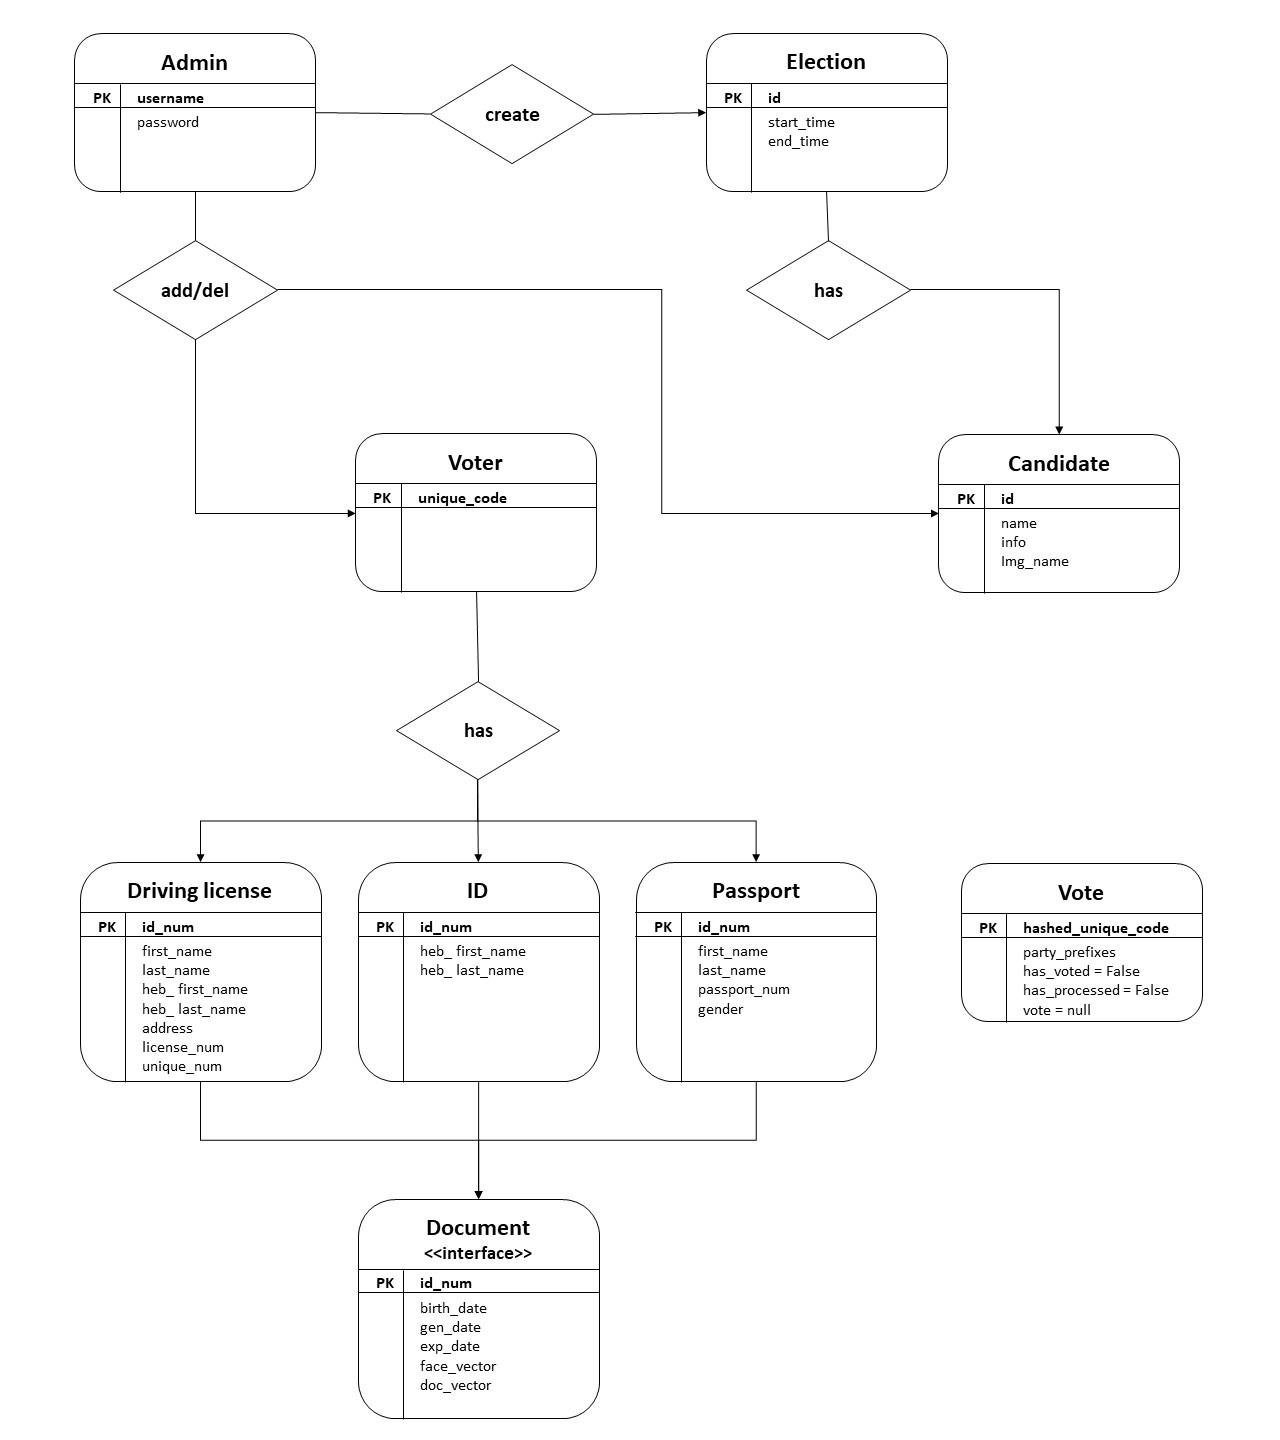 Admin
PK username
password
create
Election
PK id
start_time
end_time
add/del
has
Voter
PK unique_code
Candidate
PK id
name
info
Img_name
has
Driving license
PK id_num
first_name
last_name
heb_ first_name
heb_ last_name
address
license_num
unique_num
ID
PK id_num
heb_ first_name
heb_ last_name
Passport
PK id_num
first_name
last_name
passport_num
gender
Vote
PK hashed_unique_code
party_prefixes
has_voted = False
has_processed = False
vote = null
Document
<<interface>>
PK id_num
birth_date
gen_date
exp_date
face_vector
doc_vector